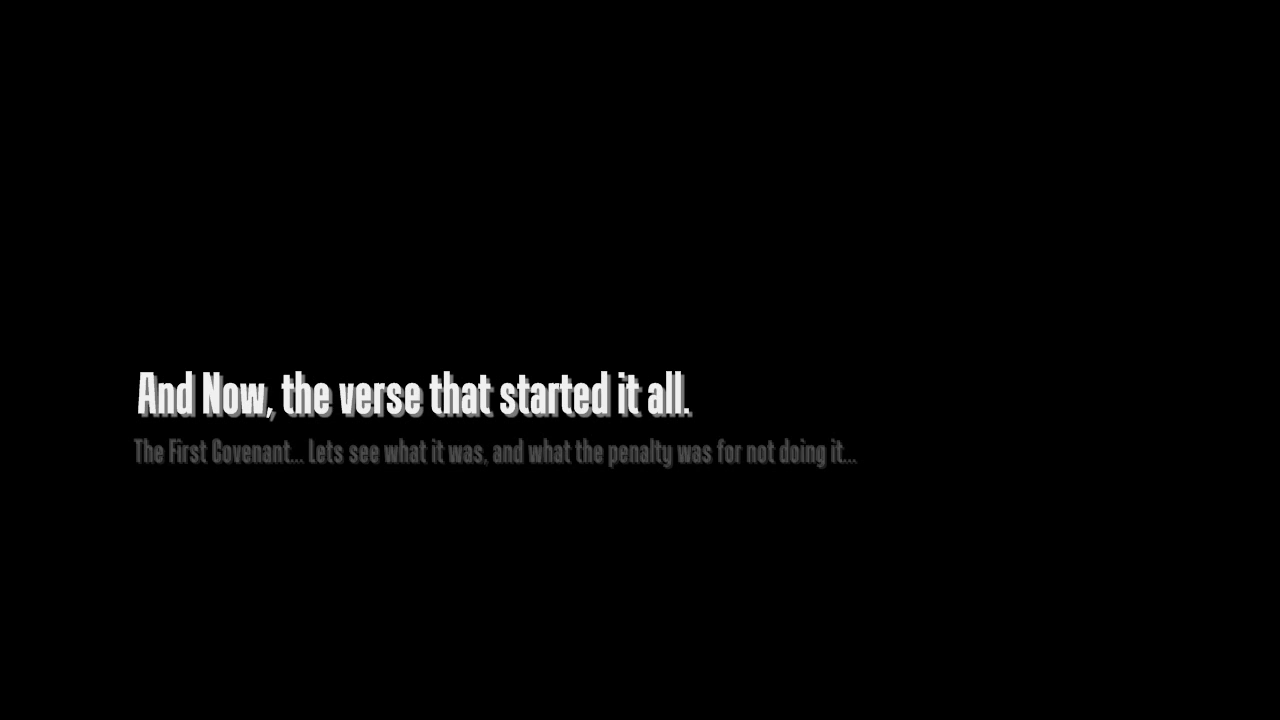 And Now, the verse that started it all.
The First Covenant... Lets see what it was, and what the penalty was for not doing it...